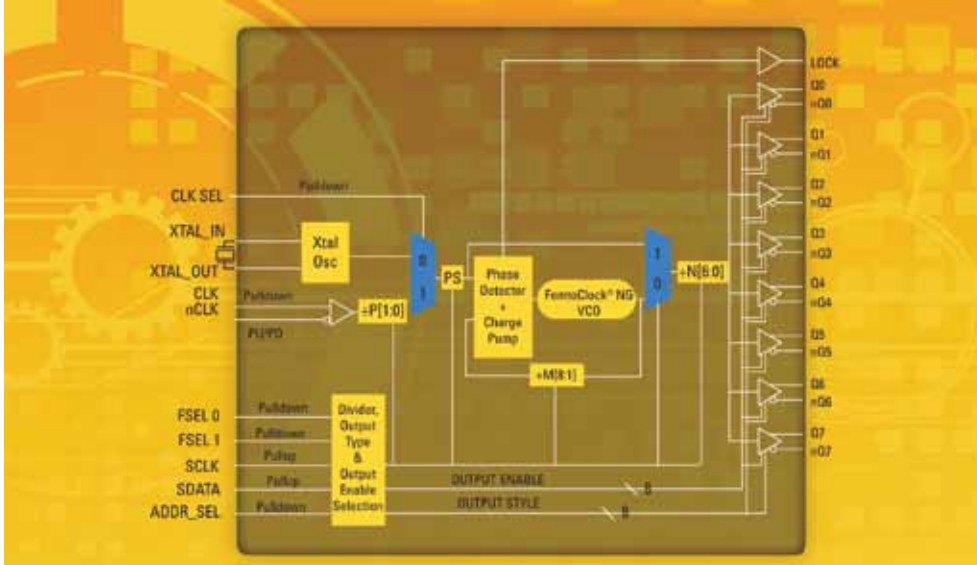 LOCK
Q0
nQ0
Q1
nQ1
Q2
nQ2
Q3
nQ3
Q4
nQ4
Q5
nQ5
Q6
nQ6
Q7
nQ7
CLK SEL
Pulldown
XTAL_IN
XTAL_OUT
Xtal
Osc
CLK
nCLK
Pulldown
PU/PD
÷P[1:0]
0
1
PS
Phase
Detector
+
Charge
Pump
FemtoClock® NG
VCO
÷M[8:1]
1
0
÷N[6:0]
FSEL 0
Pulldown
FSEL 1
Pulldown
SCLK
Pullup
SDATA
Pullup
ADDR_SEL
Pulldown
Divider,
Output
Type
&
Output
Enable
Selection
OUTPUT ENABLE
8
OUTPUT STYLE
8